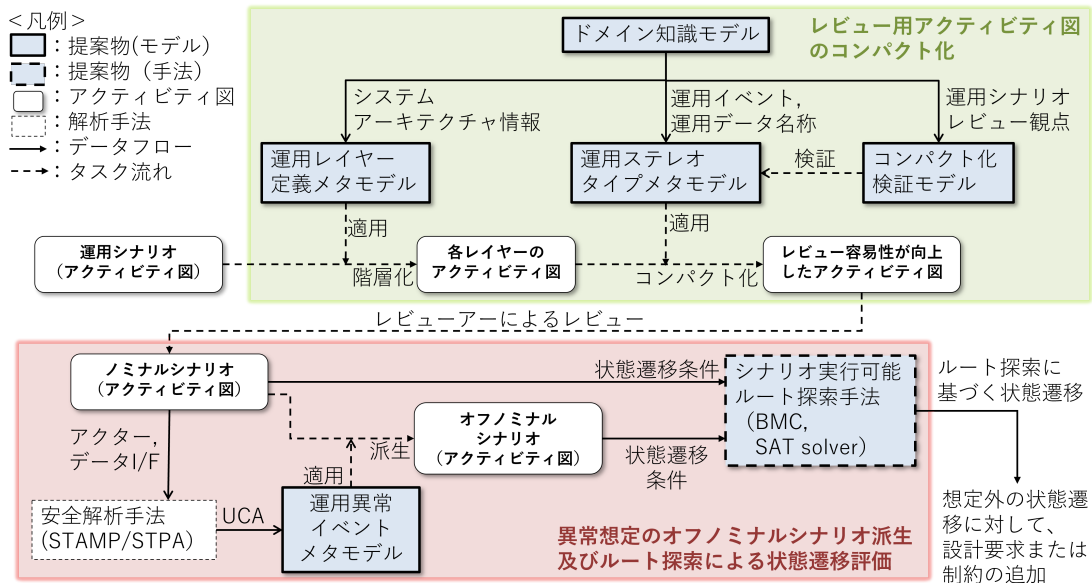 <凡例>
：提案物(モデル)
：提案物（手法）
：アクティビティ図
：解析手法
：データフロー
：タスク流れ
レビュー用アクティビティ図
のコンパクト化
ドメイン知識モデル
システム
アーキテクチャ情報
運用イベント,
運用データ名称
運用シナリオ
レビュー観点
運用レイヤー
定義メタモデル
運用ステレオ
タイプメタモデル
検証
コンパクト化
検証モデル
適用
適用
運用シナリオ
（アクティビティ図）
階層化
各レイヤーの
アクティビティ図
コンパクト化
レビュー容易性が向上
したアクティビティ図
レビューアーによるレビュー
ノミナルシナリオ
（アクティビティ図）
状態遷移条件
シナリオ実行可能
ルート探索手法
（BMC,
SAT solver）
ルート探索に
基づく状態遷移
アクター,
データI/F
派生
適用
オフノミナル
シナリオ
（アクティビティ図）
状態遷移
条件
安全解析手法
(STAMP/STPA)
UCA
運用異常
イベント
メタモデル
異常想定のオフノミナルシナリオ派生
及びルート探索による状態遷移評価
想定外の状態遷
移に対して、
設計要求または
制約の追加